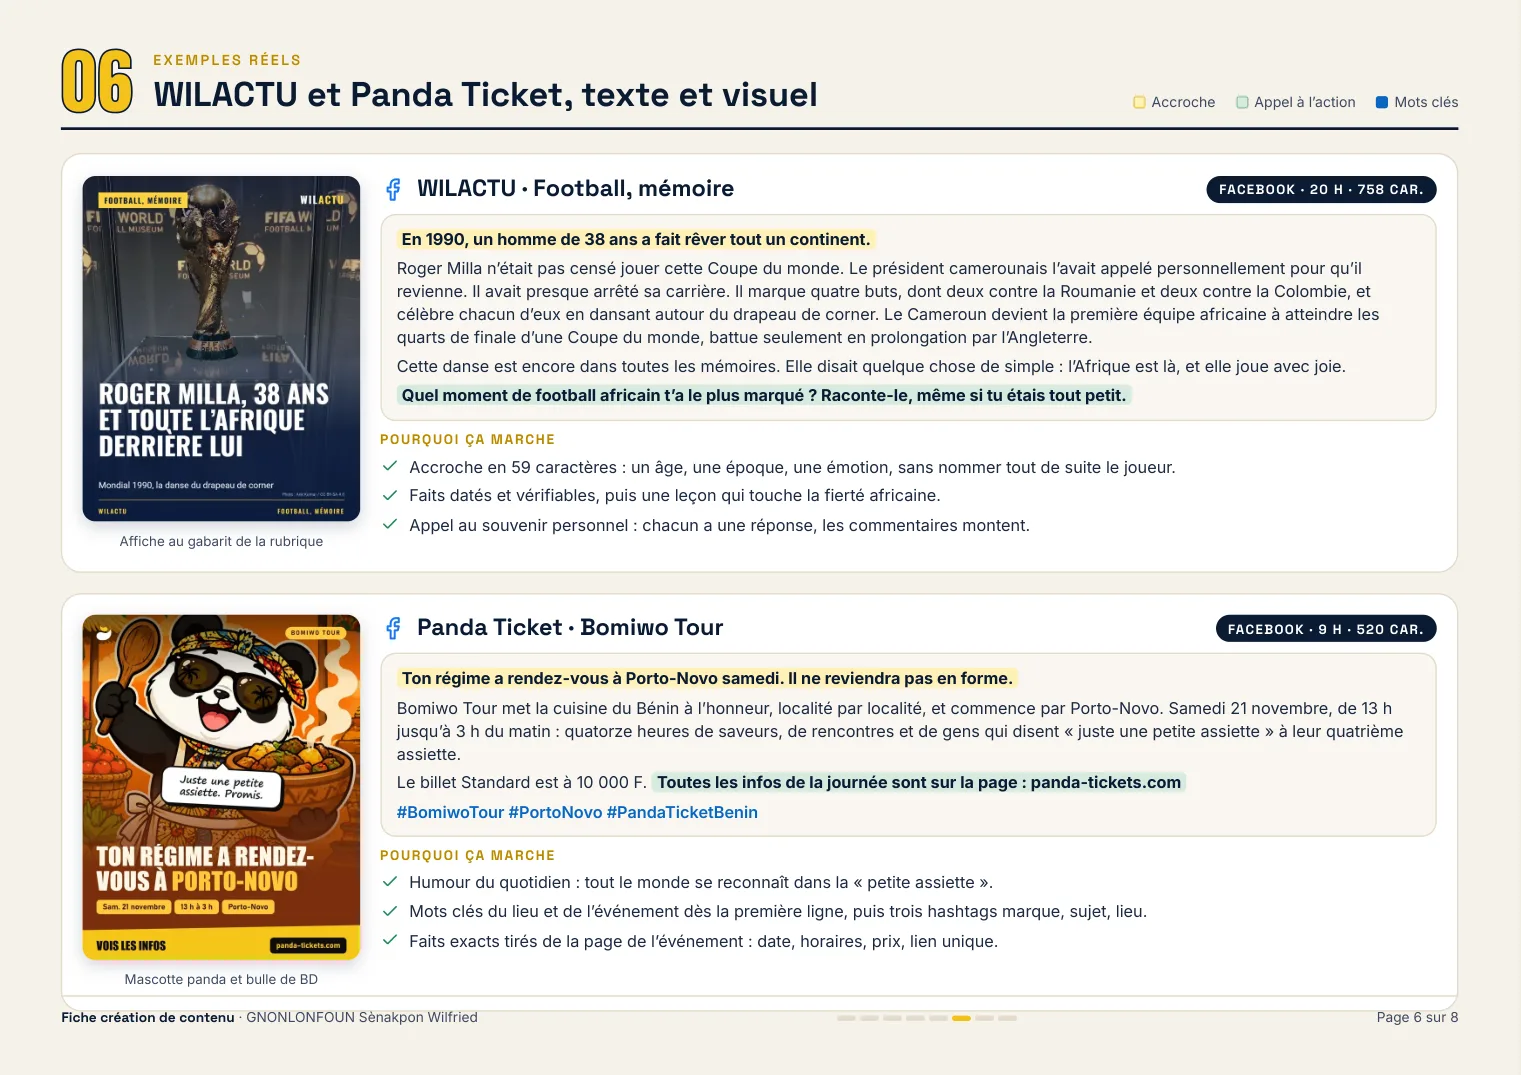 06
EXEMPLES RÉELS
WILACTU et Panda Ticket, texte et visuel
Accroche
Appel à l’action
Mots clés
FOOTBALL, MÉMOIRE
WILACTU
WORLD
LL MUSEUM
FIFA WORLD
FOOTBALL MUSEUM
ROGER MILLA, 38 ANS
ET TOUTE L’AFRIQUE
DERRIÈRE LUI
Mondial 1990, la danse du drapeau de corner
WILACTU
FOOTBALL, MÉMOIRE
Affiche au gabarit de la rubrique
WILACTU · Football, mémoire
FACEBOOK · 20 H · 758 CAR.
En 1990, un homme de 38 ans a fait rêver tout un continent.
Roger Milla n’était pas censé jouer cette Coupe du monde. Le président camerounais l’avait appelé personnellement pour qu’il
revienne. Il avait presque arrêté sa carrière. Il marque quatre buts, dont deux contre la Roumanie et deux contre la Colombie, et
célèbre chacun d’eux en dansant autour du drapeau de corner. Le Cameroun devient la première équipe africaine à atteindre les
quarts de finale d’une Coupe du monde, battue seulement en prolongation par l’Angleterre.
Cette danse est encore dans toutes les mémoires. Elle disait quelque chose de simple : l’Afrique est là, et elle joue avec joie.
Quel moment de football africain t’a le plus marqué ? Raconte-le, même si tu étais tout petit.
POURQUOI ÇA MARCHE
Accroche en 59 caractères : un âge, une époque, une émotion, sans nommer tout de suite le joueur.
Faits datés et vérifiables, puis une leçon qui touche la fierté africaine.
Appel au souvenir personnel : chacun a une réponse, les commentaires montent.
BOMIWO TOUR
Juste une petite
assiette. Promis.
TON RÉGIME A RENDEZ-
VOUS À PORTO-NOVO
Sam. 21 novembre
13 h à 3 h
Porto-Novo
VOIS LES INFOS
panda-tickets.com
Mascotte panda et bulle de BD
Panda Ticket · Bomiwo Tour
FACEBOOK · 9 H · 520 CAR.
Ton régime a rendez-vous à Porto-Novo samedi. Il ne reviendra pas en forme.
Bomiwo Tour met la cuisine du Bénin à l’honneur, localité par localité, et commence par Porto-Novo. Samedi 21 novembre, de 13 h
jusqu’à 3 h du matin : quatorze heures de saveurs, de rencontres et de gens qui disent « juste une petite assiette » à leur quatrième
assiette.
Le billet Standard est à 10 000 F. Toutes les infos de la journée sont sur la page : panda-tickets.com
#BomiwoTour #PortoNovo #PandaTicketBenin
POURQUOI ÇA MARCHE
Humour du quotidien : tout le monde se reconnaît dans la « petite assiette ».
Mots clés du lieu et de l’événement dès la première ligne, puis trois hashtags marque, sujet, lieu.
Faits exacts tirés de la page de l’événement : date, horaires, prix, lien unique.
Fiche création de contenu · GNONLONFOUN Sènakpon Wilfried
Page 6 sur 8